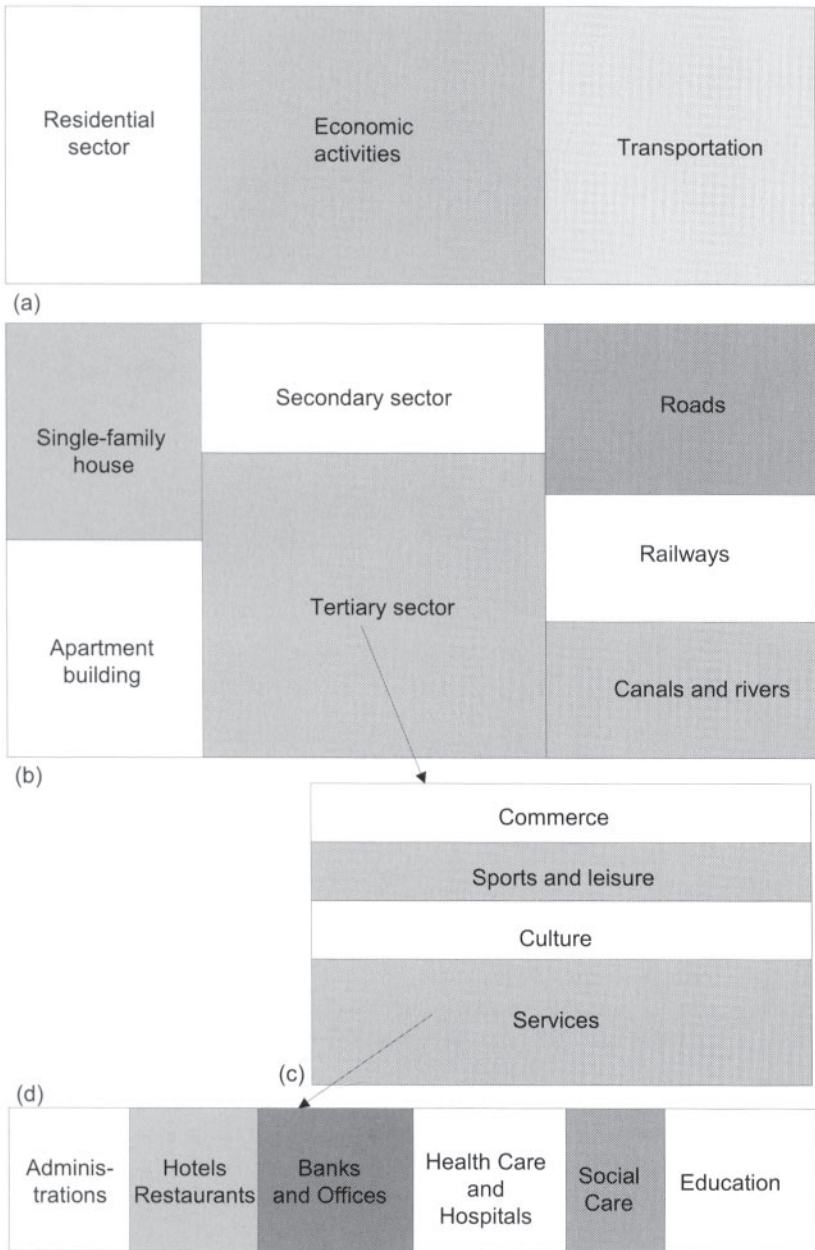 Residential
sector
Economic
activities
Transportation
(a)
Single-family
house
Secondary sector
Roads
Railways
Tertiary sector
Apartment
building
Canals and rivers
(b)
Commerce
Sports and leisure
Culture
Services
(c)
(d)
Adminis-
trations
Hotels
Restaurants
Banks
and Offices
Health Care
and
Hospitals
Social
Care
Education